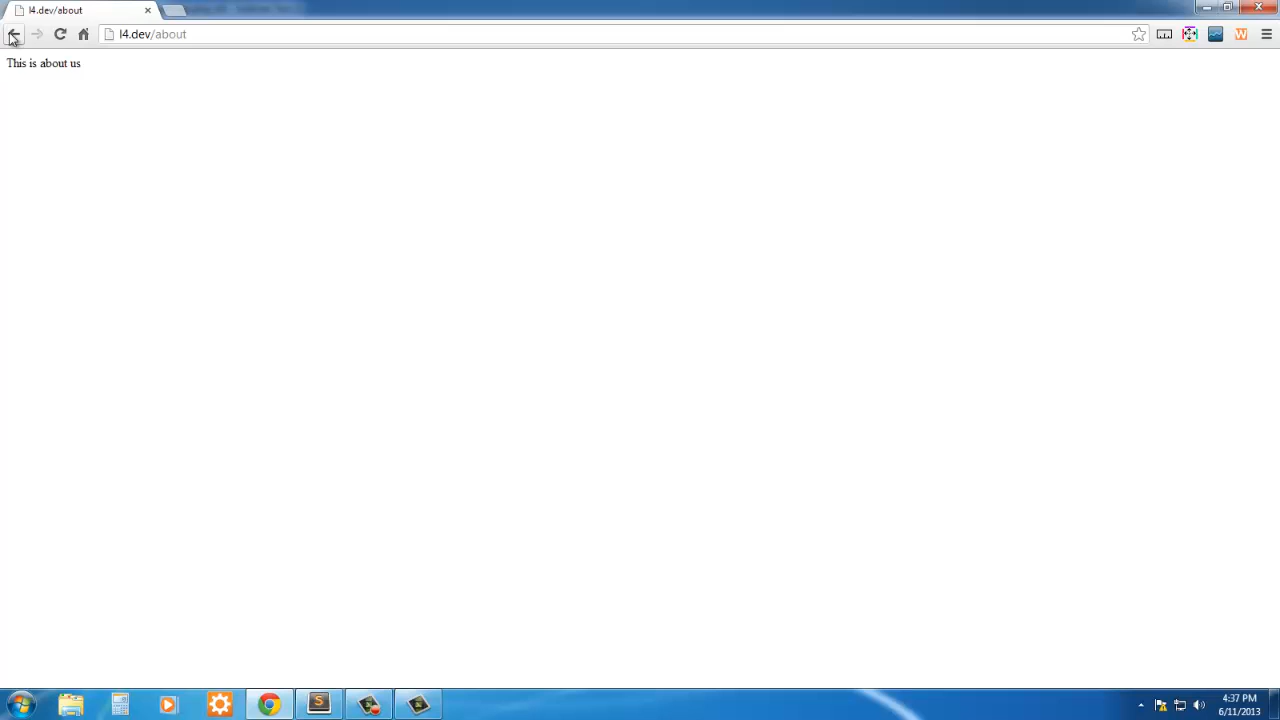 l4.dev/about
l4.dev/about
This is about us
W
S
4:37 PM
6/11/2013